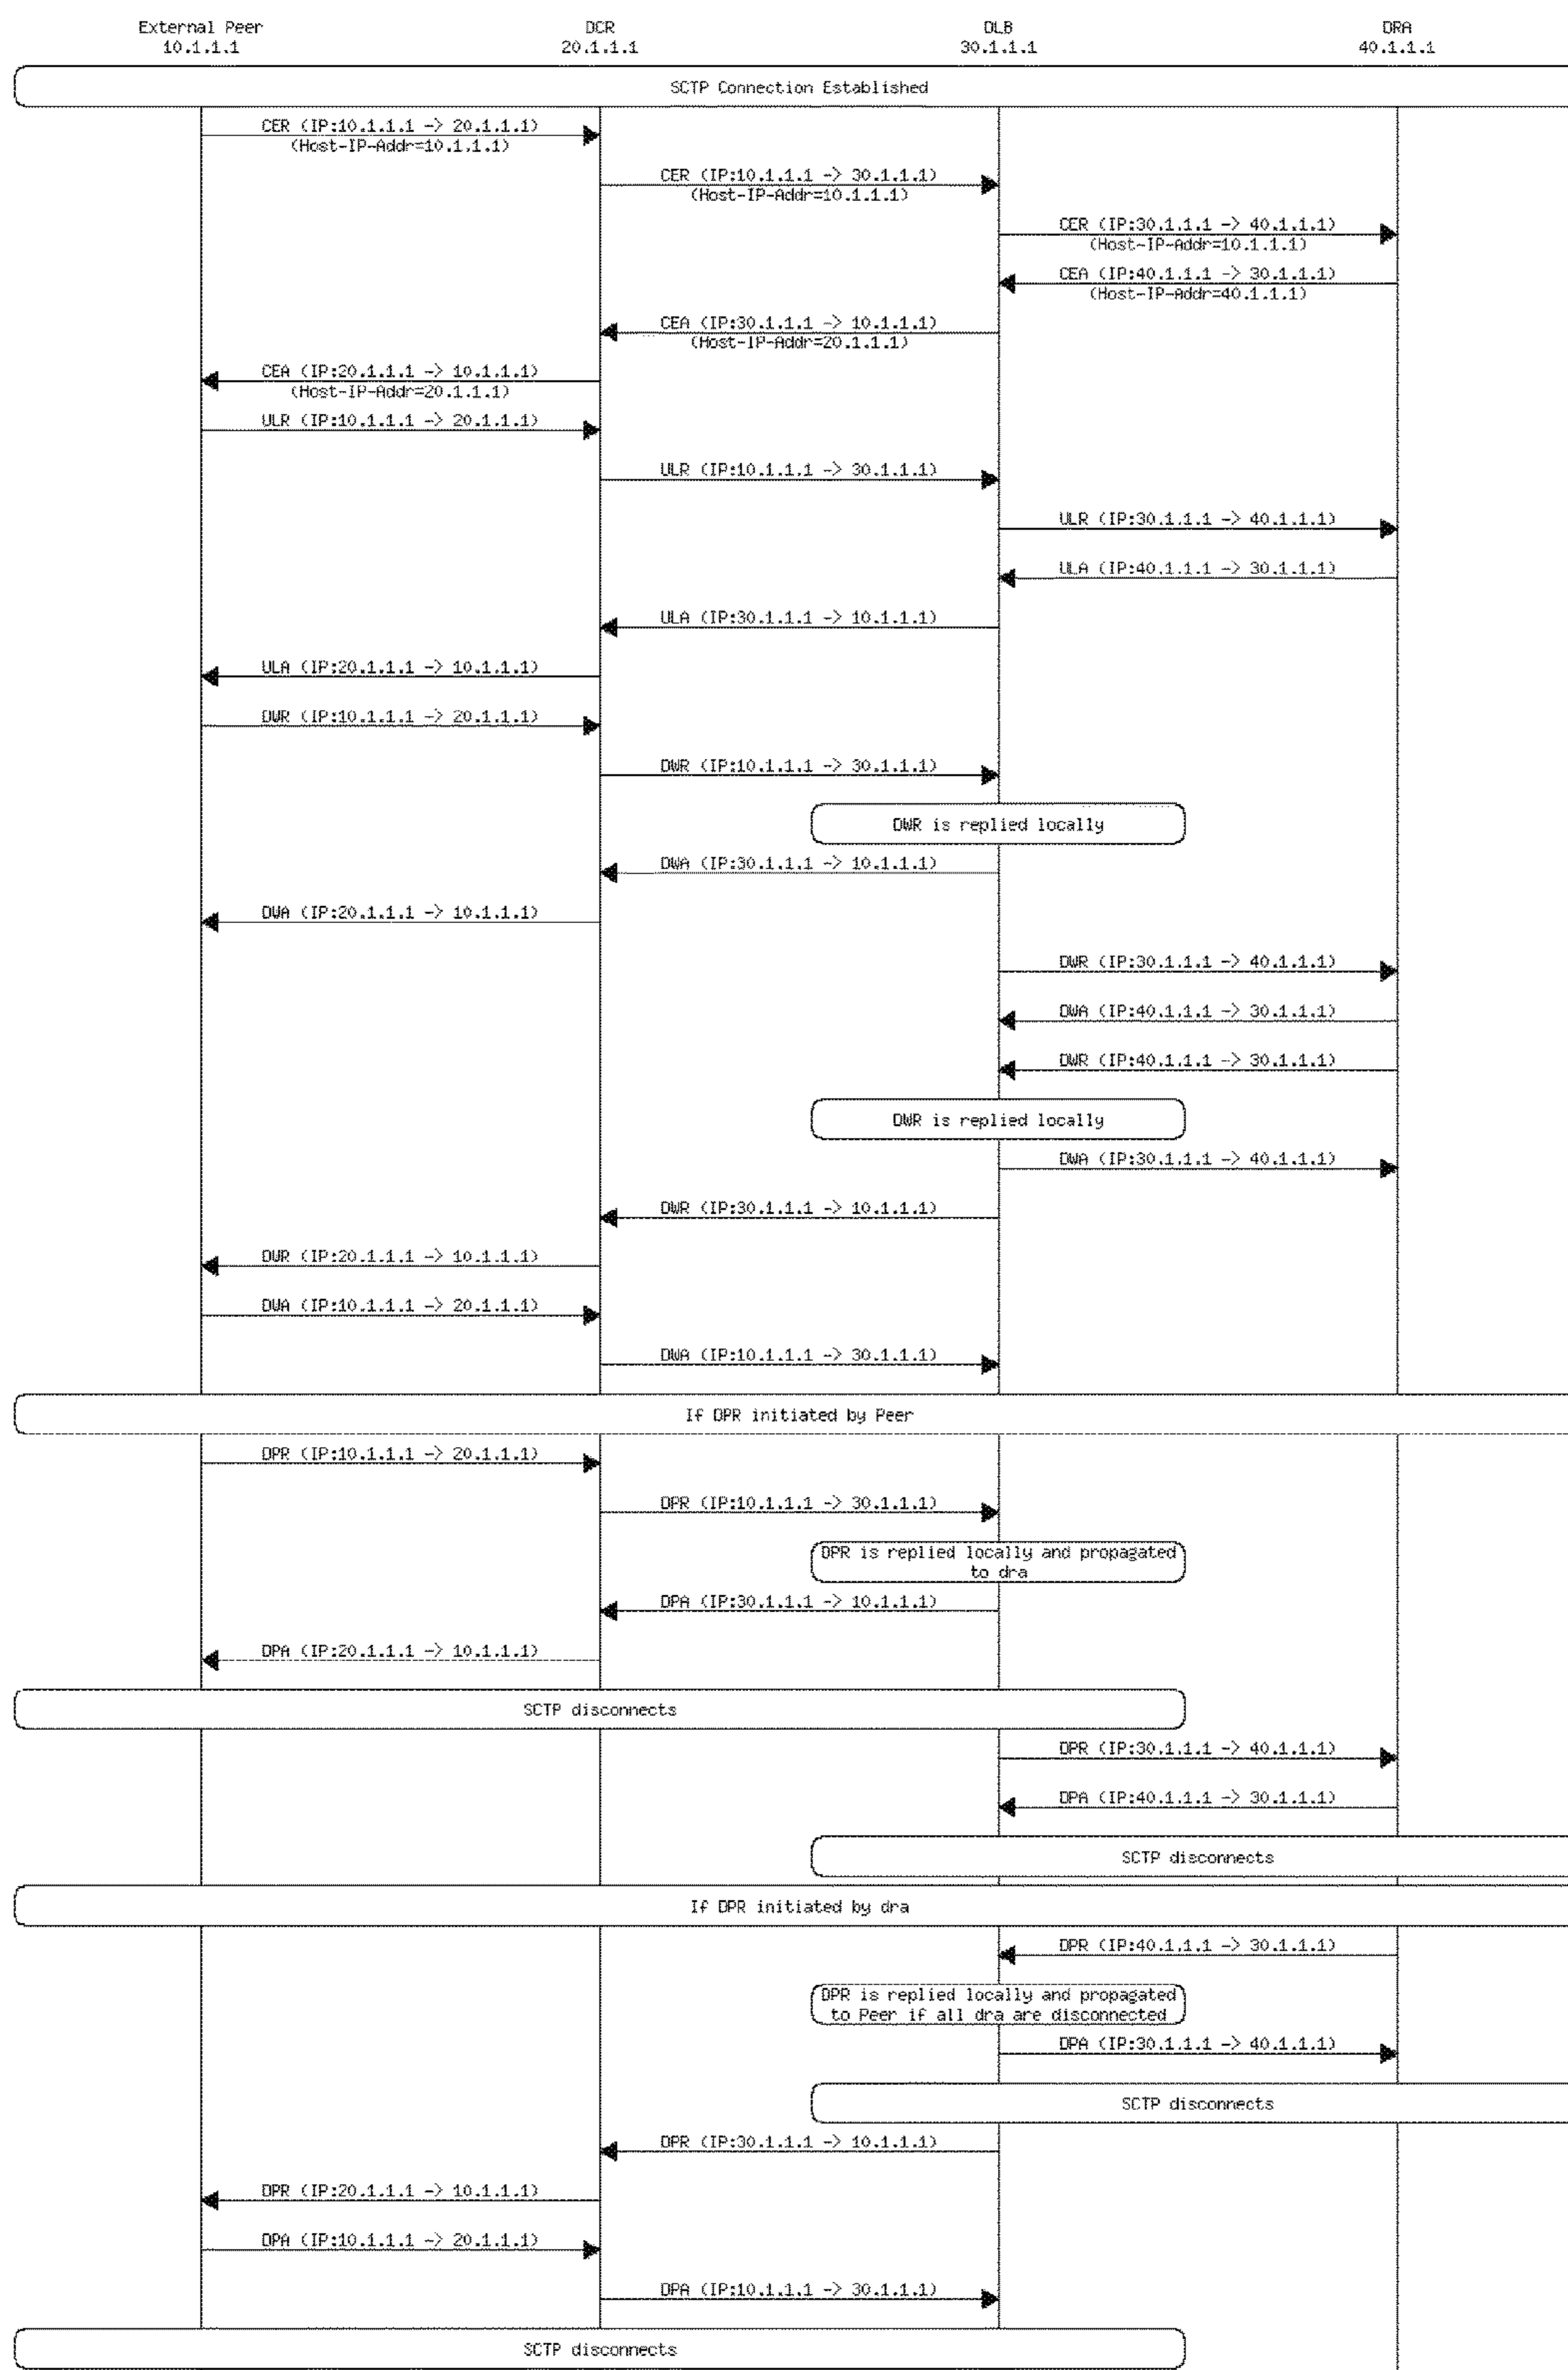 External Peer DCR DLB DRA
10.1.1.1 20.1.1.1 30.1.1.1 40.1.1.1
SCTP Connection Established
CER (IP:10.1.1.1 -> 20.1.1.1)
(Host-IP-Addr=10.1.1.1)
CER (IP:10.1.1.1 -> 30.1.1.1)
(Host-IP-Addr=10.1.1.1)
CER (IP:30.1.1.1 -> 40.1.1.1)
(Host-IP-Addr=10.1.1.1)
CEA (IP:40.1.1.1 -> 30.1.1.1)
(Host-IP-Addr=40.1.1.1)
CEA (IP:30.1.1.1 -> 10.1.1.1)
(Host-IP-Addr=20.1.1.1)
CEA (IP:20.1.1.1 -> 10.1.1.1)
(Host-IP-Addr=20.1.1.1)
ULR (IP:10.1.1.1 -> 20.1.1.1)
ULR (IP:10.1.1.1 -> 30.1.1.1)
ULR (IP:30.1.1.1 -> 40.1.1.1)
ULA (IP:40.1.1.1 -> 30.1.1.1)
ULA (IP:30.1.1.1 -> 10.1.1.1)
ULA (IP:20.1.1.1 -> 10.1.1.1)
DWR (IP:10.1.1.1 -> 20.1.1.1)
DWR (IP:10.1.1.1 -> 30.1.1.1)
DWR is replied locally
DWA (IP:30.1.1.1 -> 10.1.1.1)
DWA (IP:20.1.1.1 -> 10.1.1.1)
DWR (IP:30.1.1.1 -> 40.1.1.1)
DWA (IP:40.1.1.1 -> 30.1.1.1)
DWR (IP:40.1.1.1 -> 30.1.1.1)
DWR is replied locally
DWA (IP:30.1.1.1 -> 40.1.1.1)
DWR (IP:30.1.1.1 -> 10.1.1.1)
DWR (IP:20.1.1.1 -> 10.1.1.1)
DWA (IP:10.1.1.1 -> 20.1.1.1)
DWA (IP:10.1.1.1 -> 30.1.1.1)
If DPR initiated by Peer
DPR (IP:10.1.1.1 -> 20.1.1.1)
DPR (IP:10.1.1.1 -> 30.1.1.1)
DPR is replied locally and propagated
to dra
DPA (IP:30.1.1.1 -> 10.1.1.1)
DPA (IP:20.1.1.1 -> 10.1.1.1)
SCTP disconnects
DPR (IP:30.1.1.1 -> 40.1.1.1)
DPA (IP:40.1.1.1 -> 30.1.1.1)
SCTP disconnects
If DPR initiated by dra
DPR (IP:40.1.1.1 -> 30.1.1.1)
DPR is replied locally and propagated
to Peer if all dra are disconnected
DPA (IP:30.1.1.1 -> 40.1.1.1)
SCTP disconnects
DPR (IP:30.1.1.1 -> 10.1.1.1)
DPR (IP:20.1.1.1 -> 10.1.1.1)
DPA (IP:10.1.1.1 -> 20.1.1.1)
DPA (IP:10.1.1.1 -> 30.1.1.1)
SCTP disconnects